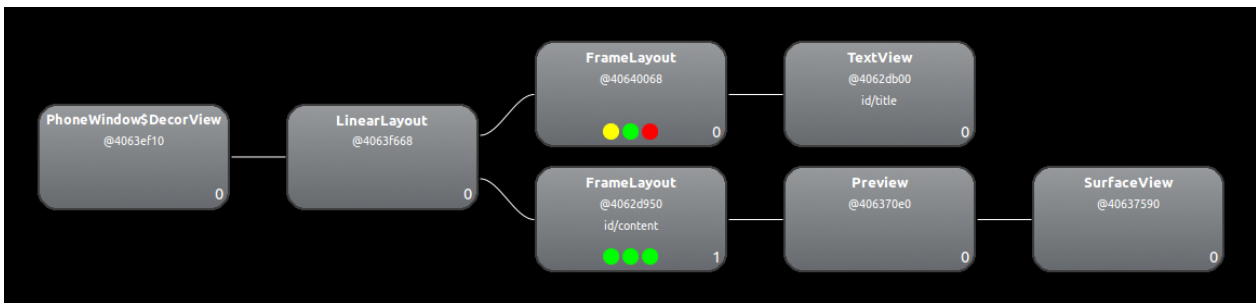 PhoneWindow$DecorView
@4063ef10
0
LinearLayout
@4063f668
0
FrameLayout
@40640068
0
TextView
@4062db00
id/title
0
FrameLayout
@4062d950
id/content
1
Preview
@406370e0
0
SurfaceView
@40637590
0